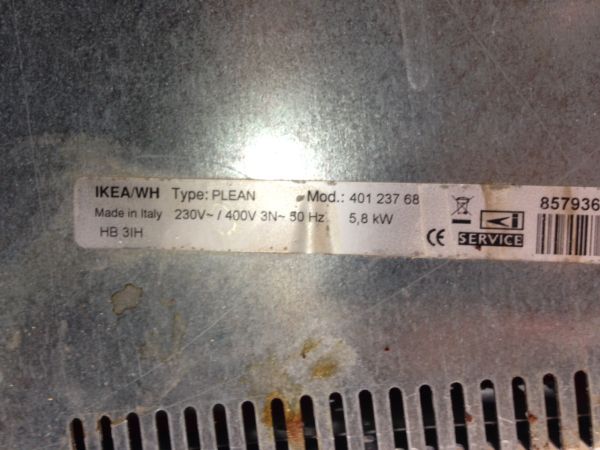 IKEA/WH Type: PLEAN Mod.: 401 237 68
Made in Italy 230V~ / 400V 3N~ 50 Hz 5,8 kW
HB 3IH
CE SERVICE
857936